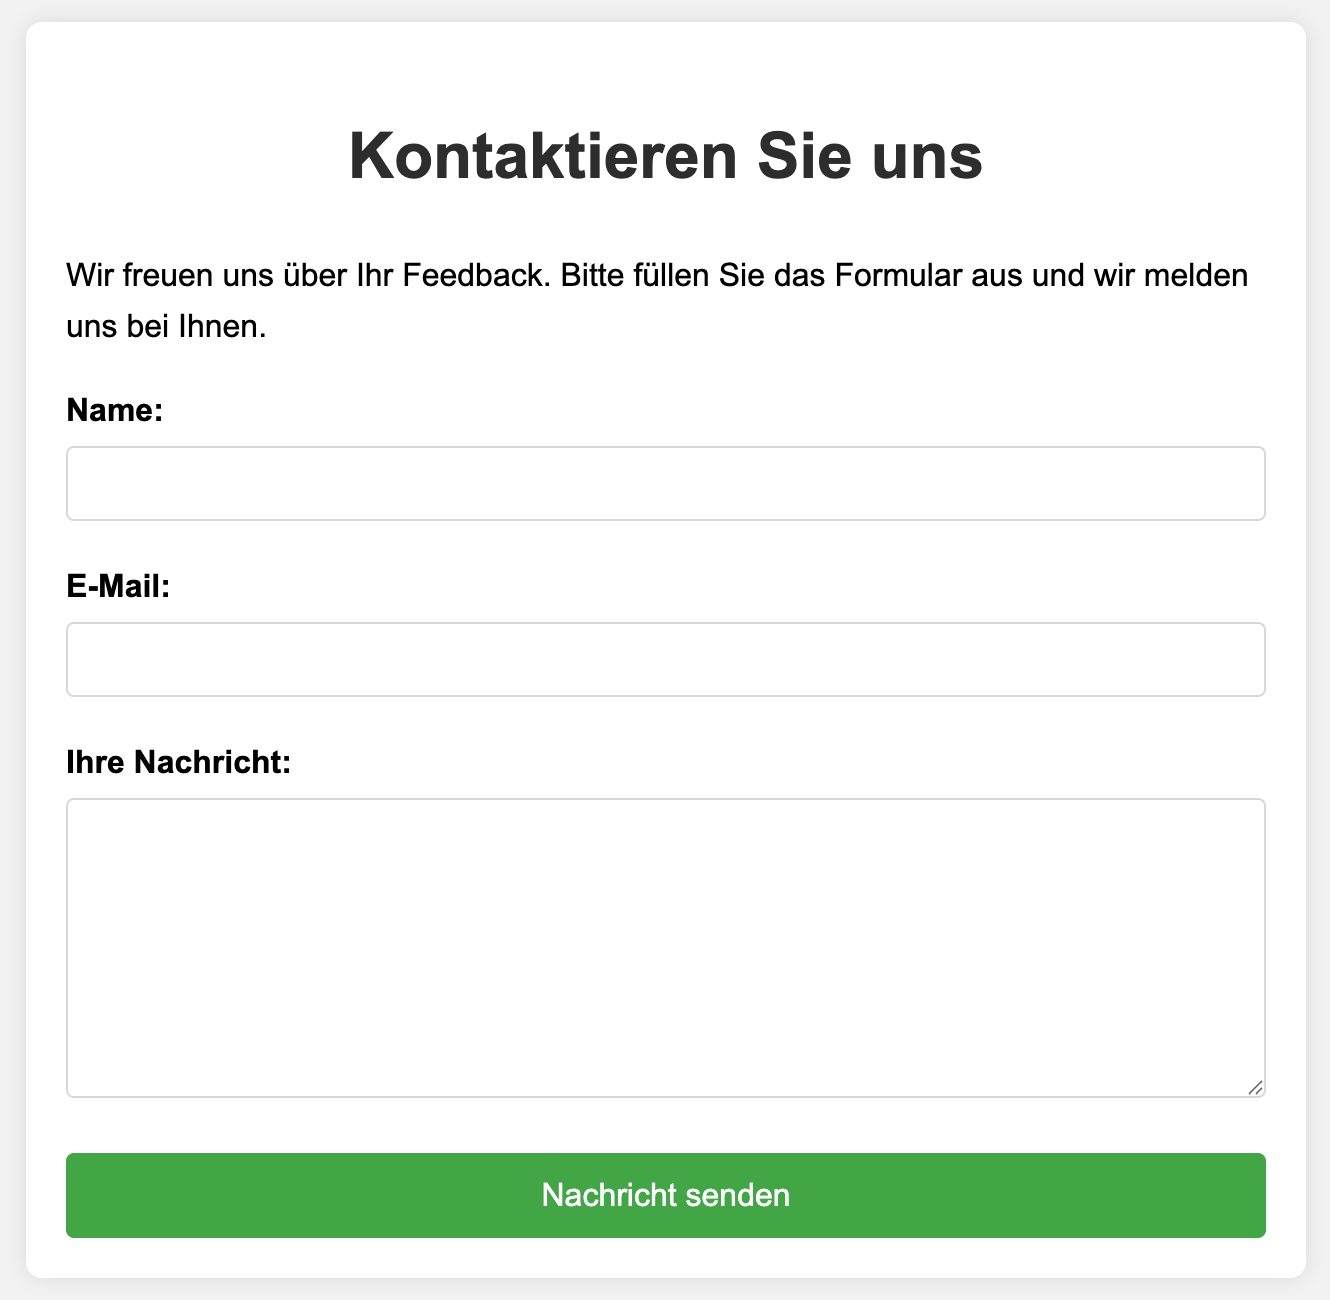 Kontaktieren Sie uns
Wir freuen uns über Ihr Feedback. Bitte füllen Sie das Formular aus und wir melden
uns bei Ihnen.
Name:
E-Mail:
Ihre Nachricht:
Nachricht senden